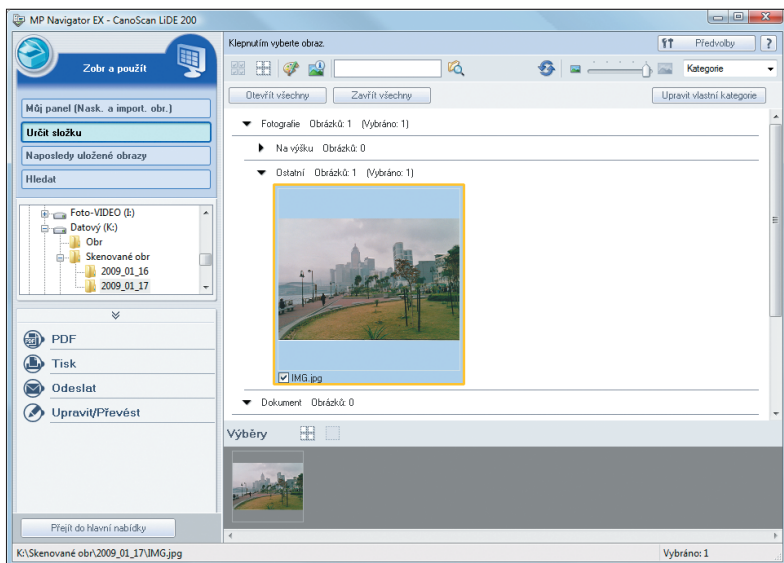 MP Navigator EX - CanoScan LiDE 200
Zobr a použít
Můj panel (Nask. a import. obr.)
Určit složku
Naposledy uložené obrazy
Hledat
Foto-VIDEO (I:)
Datový (K:)
Obr
Skenované obr
2009_01_16
2009_01_17
PDF
PDF
Tisk
Odeslat
Upravit/Převést
Přejít do hlavní nabídky
Klepnutím vyberte obraz.
Předvolby ?
Kategorie
Otevřít všechny Zavřít všechny Upravit vlastní kategorie
Fotografie Obrázků: 1 (Vybráno: 1)
Na výšku Obrázků: 0
Ostatní Obrázků: 1 (Vybráno: 1)
IMG.jpg
Dokument Obrázků: 0
Výběry
K:\Skenované obr\2009_01_17\IMG.jpg Vybráno: 1